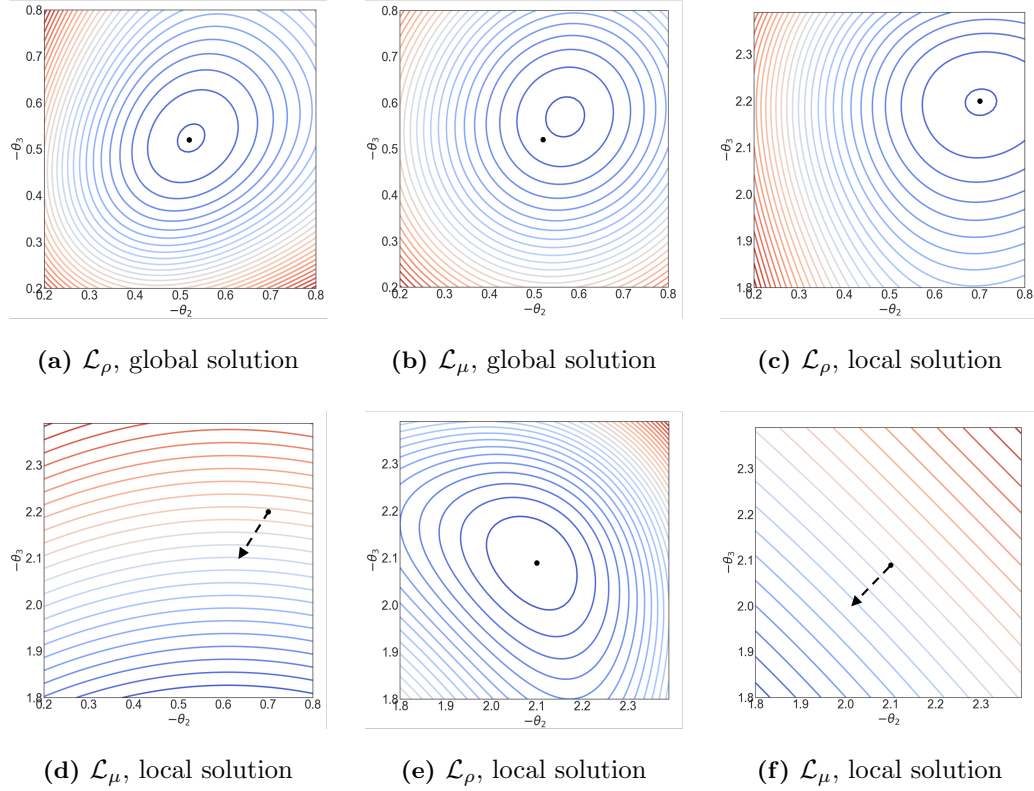 0.8
0.7
0.6
0.5
0.4
0.3
0.2
−θ₃
0.2 0.3 0.4 0.5 0.6 0.7 0.8
−θ₂
(a) ℒρ, global solution
0.8
0.7
0.6
0.5
0.4
0.3
0.2
−θ₃
0.2 0.3 0.4 0.5 0.6 0.7 0.8
−θ₂
(b) ℒμ, global solution
2.3
2.2
2.1
2.0
1.9
1.8
−θ₃
0.2 0.3 0.4 0.5 0.6 0.7 0.8
−θ₂
(c) ℒρ, local solution
2.3
2.2
2.1
2.0
1.9
1.8
−θ₃
0.2 0.3 0.4 0.5 0.6 0.7 0.8
−θ₂
(d) ℒμ, local solution
2.3
2.2
2.1
2.0
1.9
1.8
−θ₃
1.8 1.9 2.0 2.1 2.2 2.3
−θ₂
(e) ℒρ, local solution
2.3
2.2
2.1
2.0
1.9
1.8
−θ₃
1.8 1.9 2.0 2.1 2.2 2.3
−θ₂
(f) ℒμ, local solution